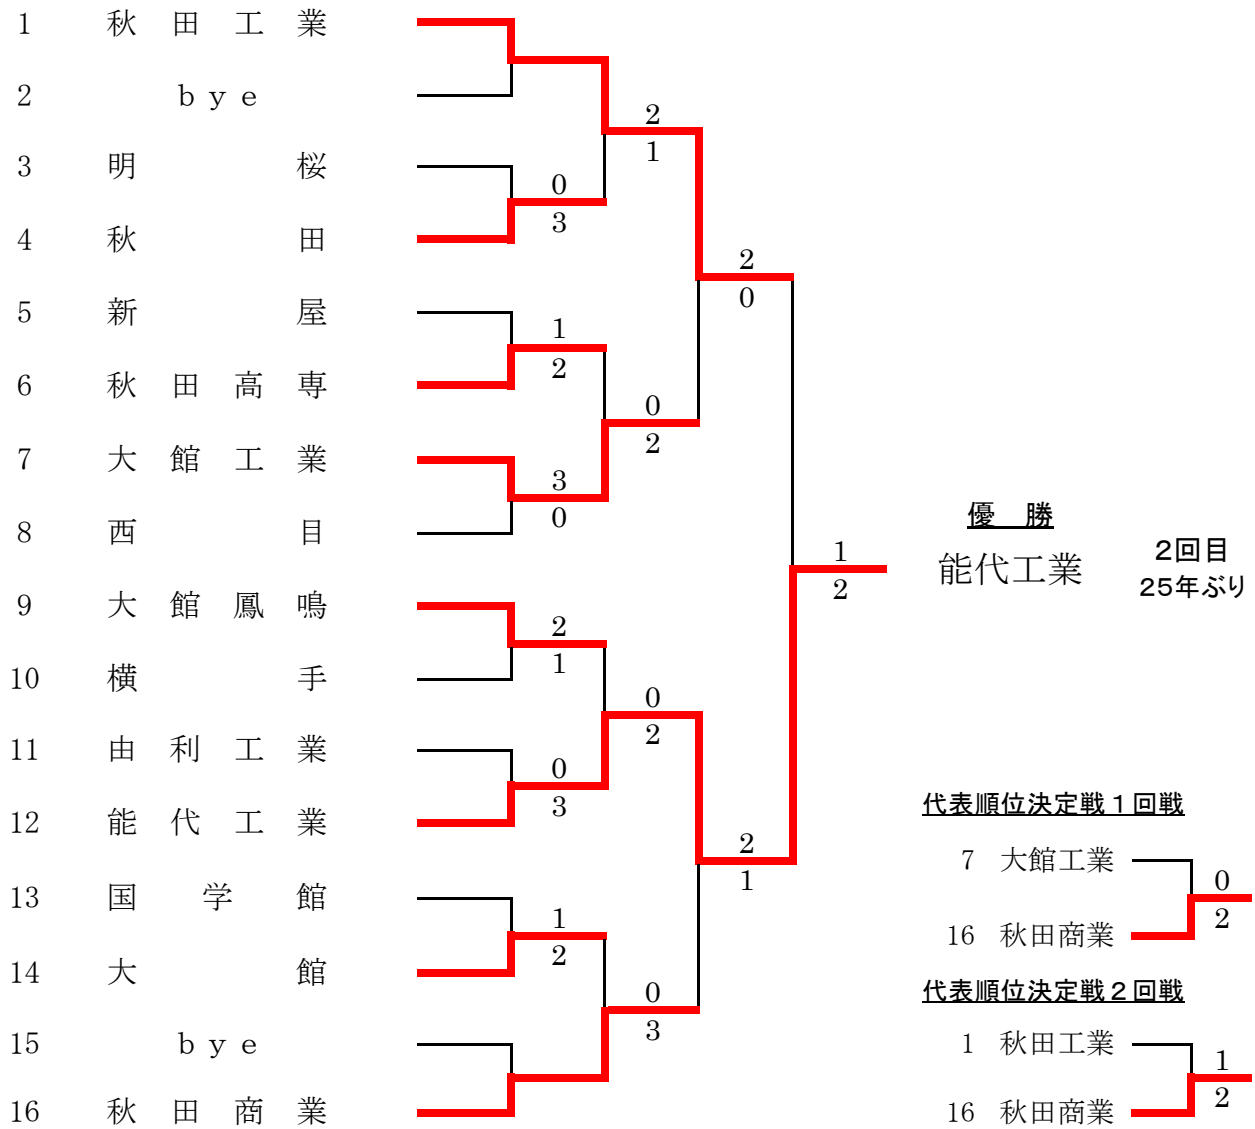 1 秋田工業
2 bye
2
1
3 明桜
0
3
4 秋田
2
0
5 新屋
1
2
6 秋田高専
0
2
7 大館工業
3
0
8 西目
優　勝
1
2
能代工業
2回目
25年ぶり
9 大館鳳鳴
2
1
10 横手
0
2
11 由利工業
0
3
12 能代工業
2
1
13 国学館
1
2
14 大館
0
3
15 bye
16 秋田商業
代表順位決定戦１回戦
7 大館工業
0
2
16 秋田商業
代表順位決定戦２回戦
1 秋田工業
1
2
16 秋田商業